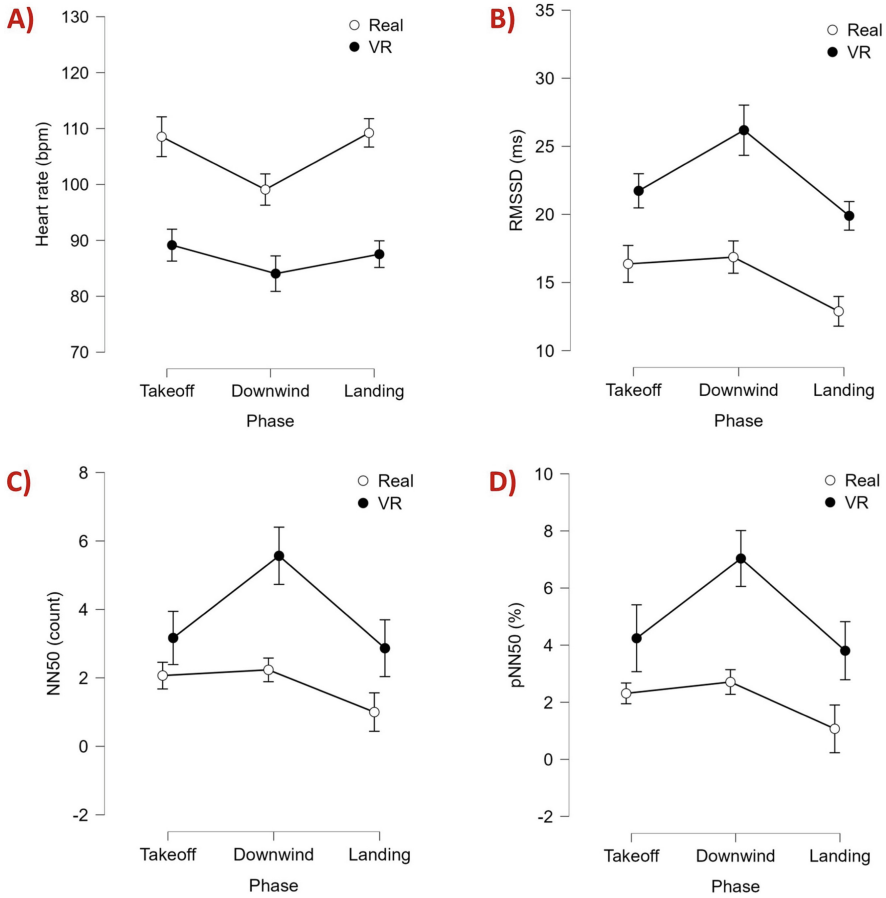 A)
Heart rate (bpm)
130
120
110
100
90
80
70
Real
VR
Takeoff Downwind Landing
Phase
B)
RMSSD (ms)
35
30
25
20
15
10
Real
VR
Takeoff Downwind Landing
Phase
C)
NN50 (count)
8
6
4
2
0
-2
Real
VR
Takeoff Downwind Landing
Phase
D)
pNN50 (%)
10
8
6
4
2
0
-2
Real
VR
Takeoff Downwind Landing
Phase